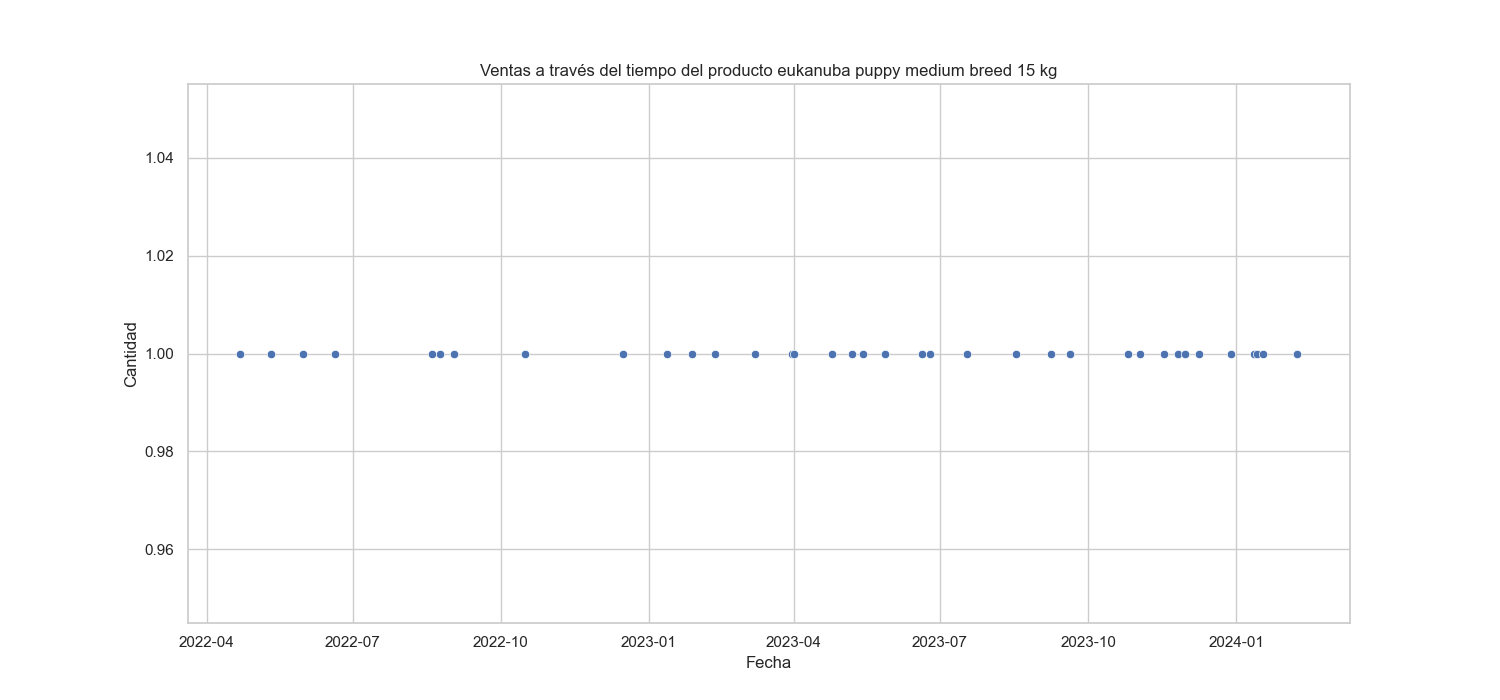 Ventas a través del tiempo del producto eukanuba puppy medium breed 15 kg
1.04
1.02
1.00
0.98
0.96
Cantidad
2022-04 2022-07 2022-10 2023-01 2023-04 2023-07 2023-10 2024-01
Fecha